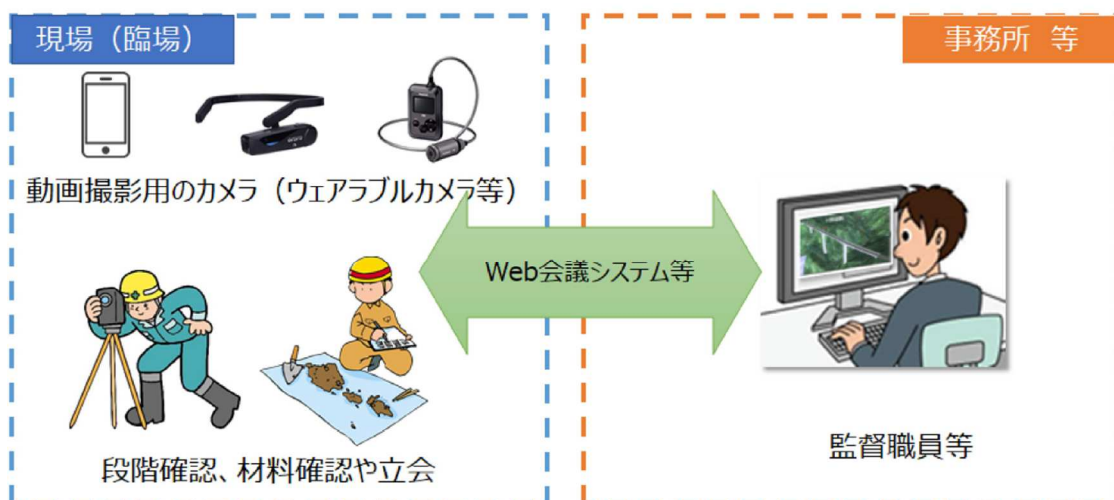 現場（臨場）
事務所　等
動画撮影用のカメラ（ウェアラブルカメラ等）
Web会議システム等
段階確認、材料確認や立会
監督職員等